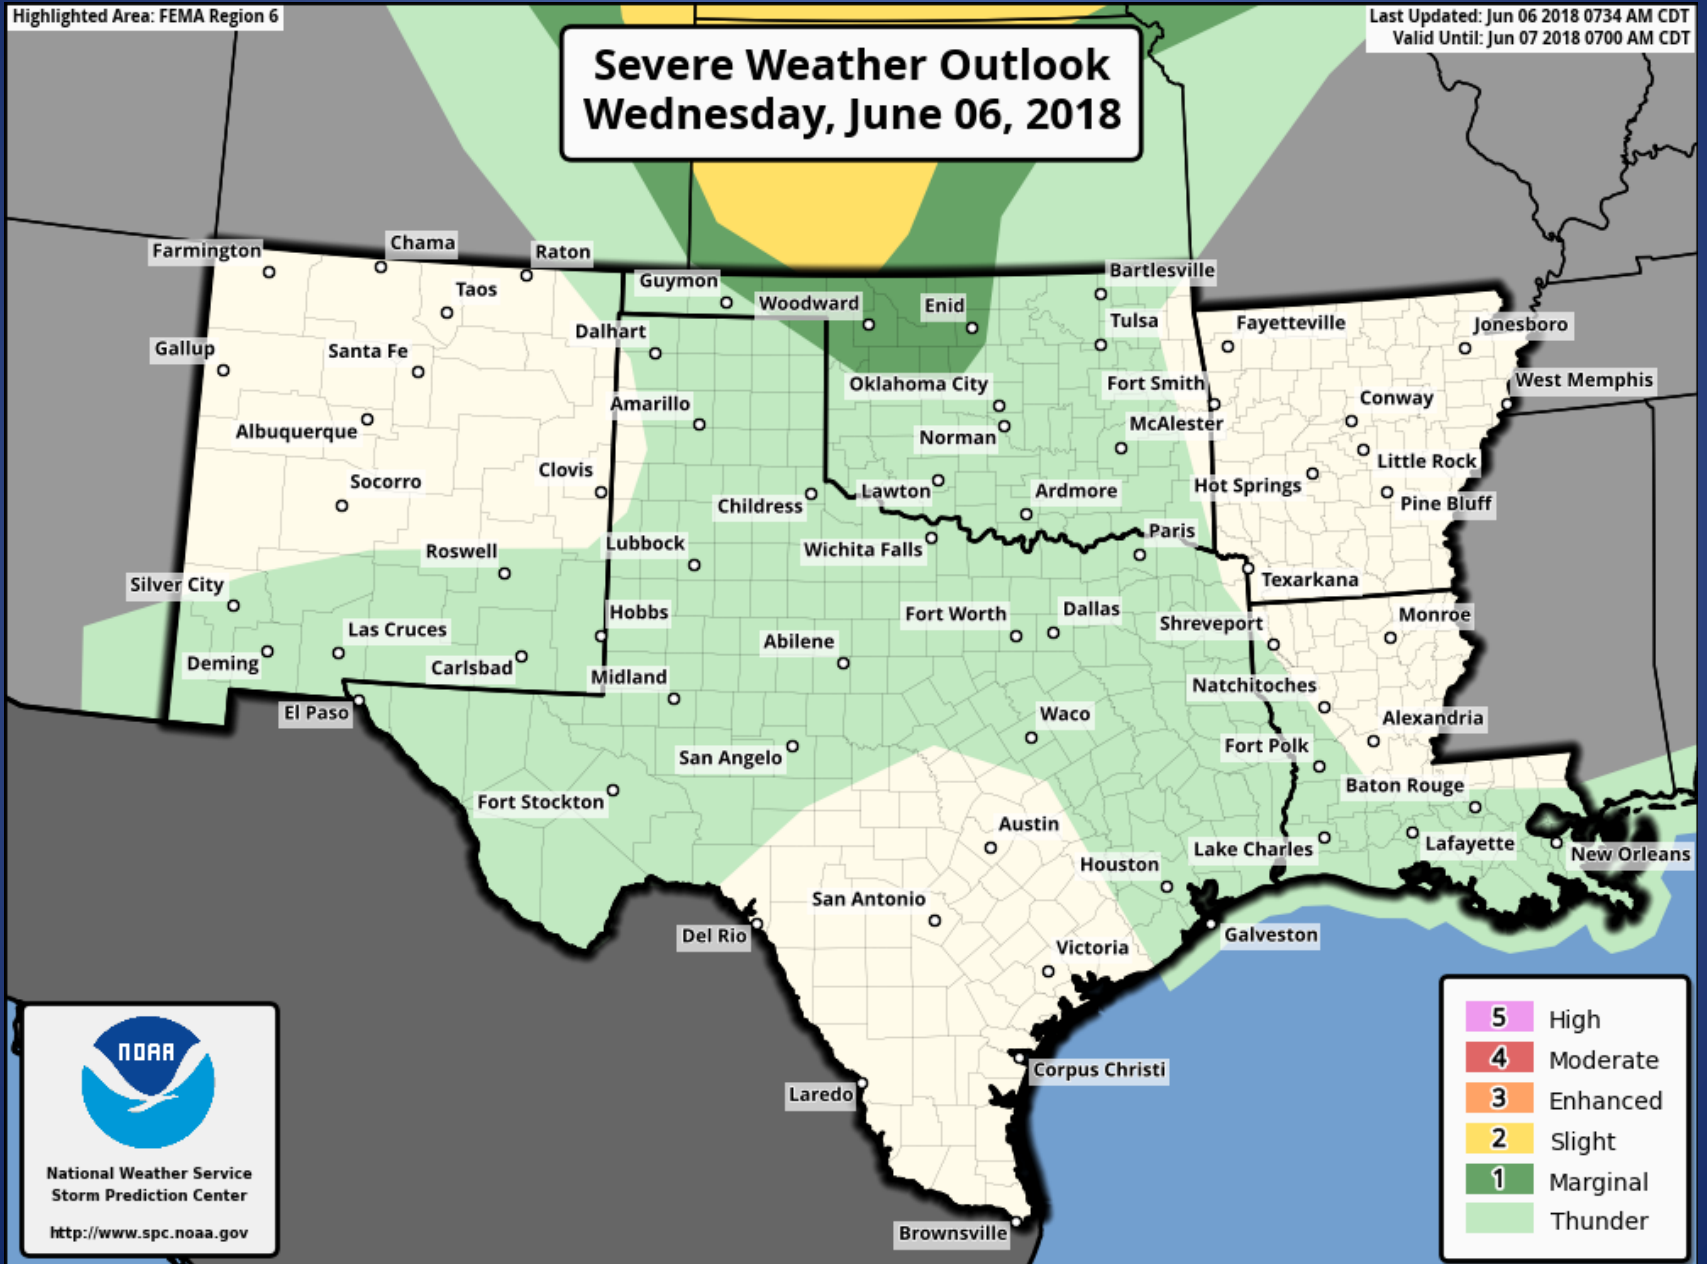 Highlighted Area: FEMA Region 6
Last Updated: Jun 06 2018 0734 AM CDT
Valid Until: Jun 07 2018 0700 AM CDT
Severe Weather Outlook
Wednesday, June 06, 2018
Farmington
Chama
Raton
Taos
Guymon
Woodward
Enid
Bartlesville
Dalhart
Tulsa
Fayetteville
Jonesboro
Gallup
Santa Fe
Oklahoma City
Fort Smith
West Memphis
Albuquerque
Amarillo
Norman
McAlester
Conway
Clovis
Little Rock
Socorro
Childress
Lawton
Ardmore
Hot Springs
Pine Bluff
Roswell
Lubbock
Wichita Falls
Paris
Silver City
Texarkana
Las Cruces
Hobbs
Abilene
Fort Worth
Dallas
Shreveport
Monroe
Deming
Carlsbad
Midland
Natchitoches
El Paso
Waco
Alexandria
San Angelo
Fort Polk
Fort Stockton
Baton Rouge
Austin
Houston
Lake Charles
Lafayette
New Orleans
San Antonio
Del Rio
Victoria
Galveston
Laredo
Corpus Christi
Brownsville
NOAA
National Weather Service
Storm Prediction Center
http://www.spc.noaa.gov
5 High
4 Moderate
3 Enhanced
2 Slight
1 Marginal
Thunder